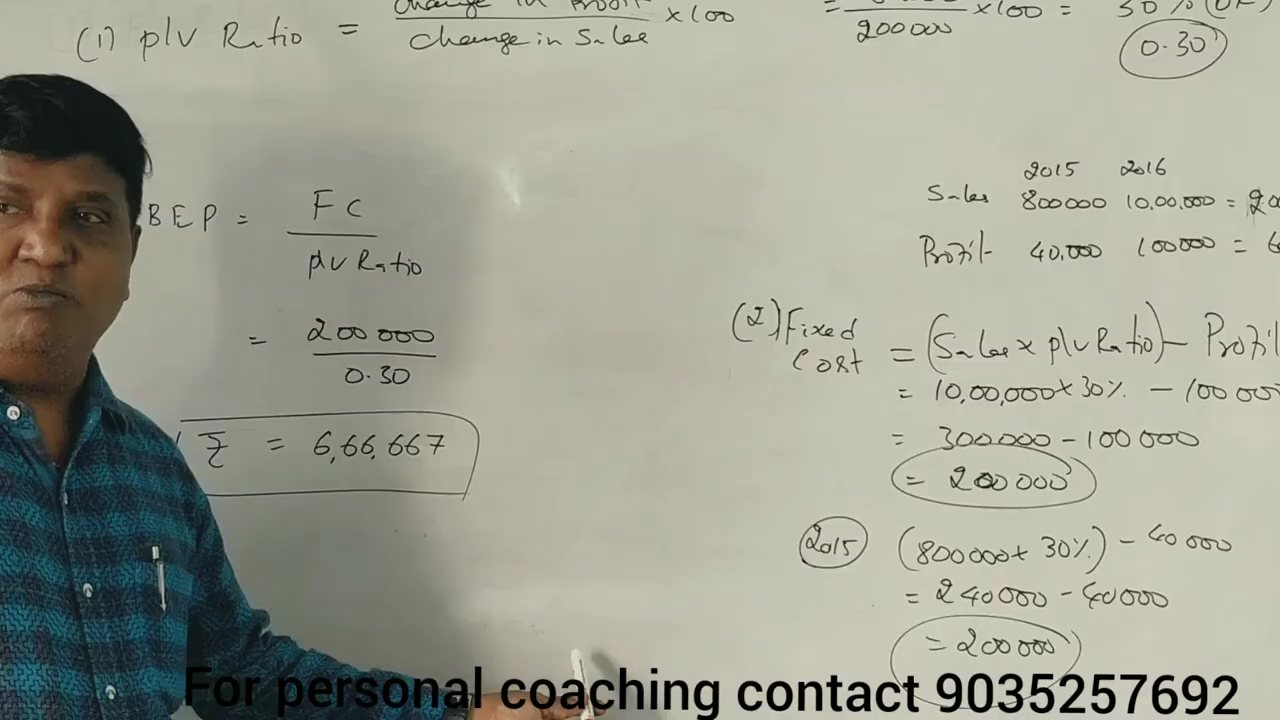 (1) p/v Ratio = change in Profit / change in Sales × 100 = / 200000 × 100 = 30% (OR)
0.30
BEP = FC / p/v Ratio
= 200000 / 0.30
₹ = 6,66,667
2015 2016
Sales 800000 10,00,000 =
Profit 40,000 100000 =
(2) Fixed Cost = (Sales × p/v Ratio) - Profit
= 10,00,000 × 30% - 100000
= 300000 - 100000
= 200000
2015 (800000 × 30%) - 40000
= 240000 - 40000
= 200000
For personal coaching contact 9035257692